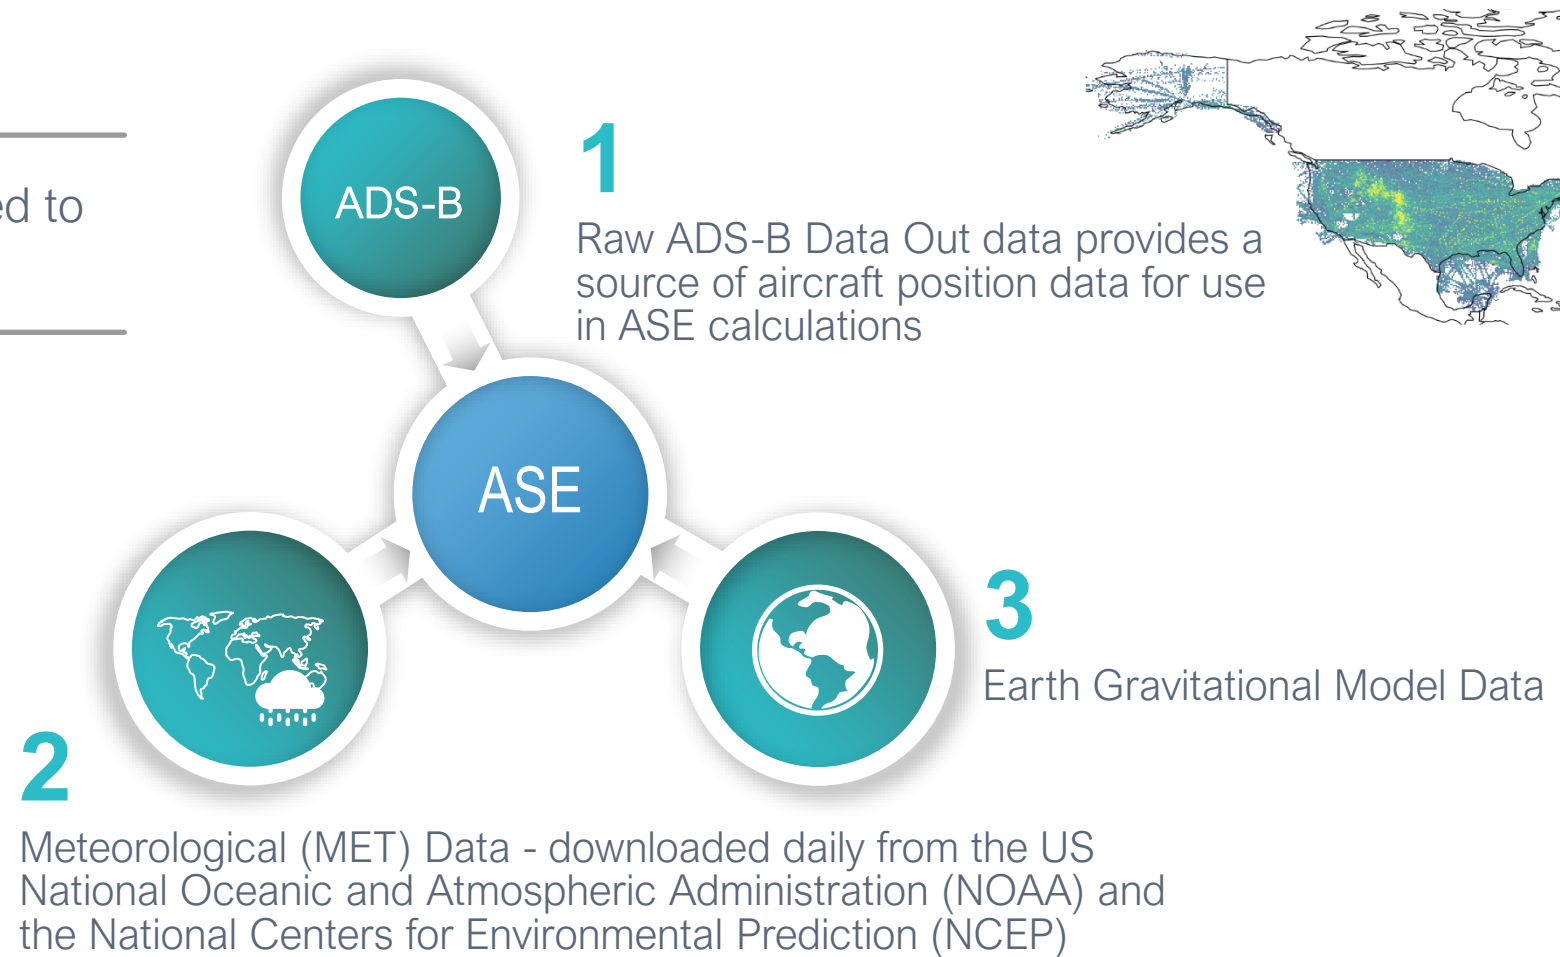 ed to
ADS-B
1
Raw ADS-B Data Out data provides a
source of aircraft position data for use
in ASE calculations
ASE
3
Earth Gravitational Model Data
2
Meteorological (MET) Data - downloaded daily from the US
National Oceanic and Atmospheric Administration (NOAA) and
the National Centers for Environmental Prediction (NCEP)